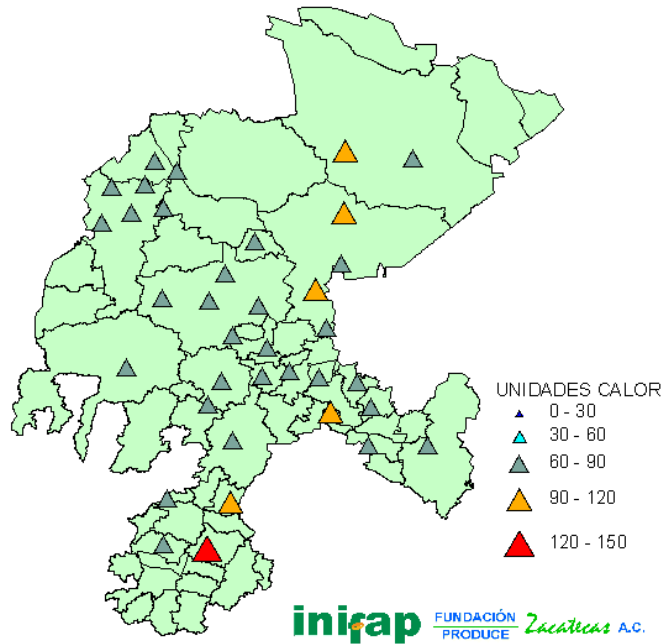 UNIDADES CALOR
0 - 30
30 - 60
60 - 90
90 - 120
120 - 150
inifap FUNDACIÓN PRODUCE Zacatecas A.C.